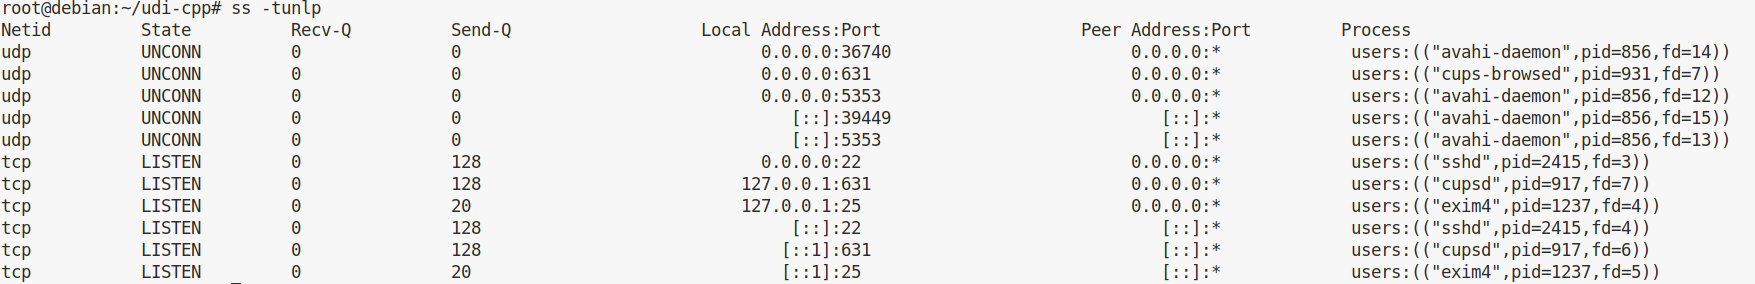 root@debian:~/udi-cpp# ss -tunlp
Netid State Recv-Q Send-Q Local Address:Port Peer Address:Port Process
udp UNCONN 0 0 0.0.0.0:36740 0.0.0.0:* users:(("avahi-daemon",pid=856,fd=14))
udp UNCONN 0 0 0.0.0.0:631 0.0.0.0:* users:(("cups-browsed",pid=931,fd=7))
udp UNCONN 0 0 0.0.0.0:5353 0.0.0.0:* users:(("avahi-daemon",pid=856,fd=12))
udp UNCONN 0 0 [::]:39449 [::]:* users:(("avahi-daemon",pid=856,fd=15))
udp UNCONN 0 0 [::]:5353 [::]:* users:(("avahi-daemon",pid=856,fd=13))
tcp LISTEN 0 128 0.0.0.0:22 0.0.0.0:* users:(("sshd",pid=2415,fd=3))
tcp LISTEN 0 128 127.0.0.1:631 0.0.0.0:* users:(("cupsd",pid=917,fd=7))
tcp LISTEN 0 20 127.0.0.1:25 0.0.0.0:* users:(("exim4",pid=1237,fd=4))
tcp LISTEN 0 128 [::]:22 [::]:* users:(("sshd",pid=2415,fd=4))
tcp LISTEN 0 128 [::1]:631 [::]:* users:(("cupsd",pid=917,fd=6))
tcp LISTEN 0 20 [::1]:25 [::]:* users:(("exim4",pid=1237,fd=5))